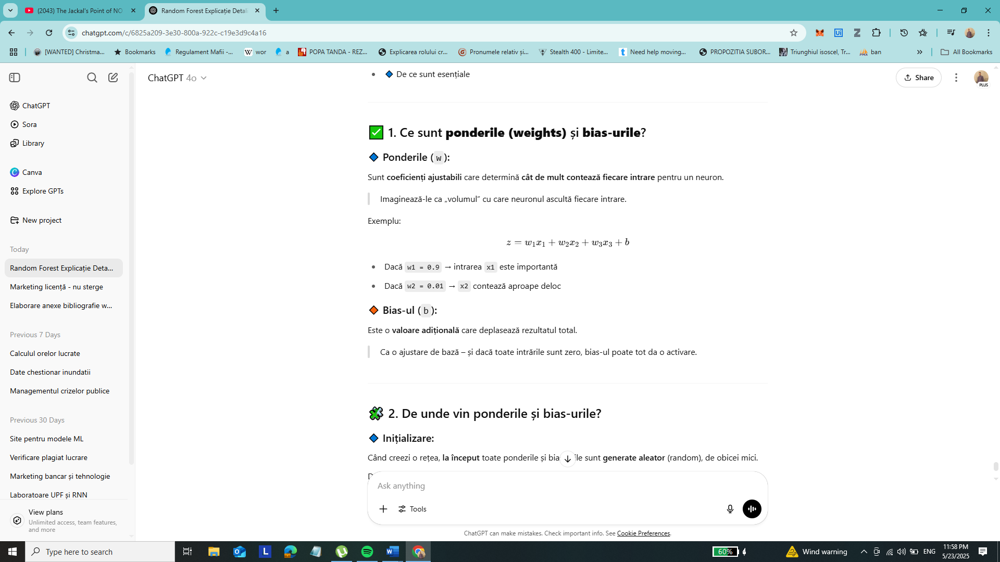 (2043) The Jackal's Point of NO
Random Forest Explicație Detali
chatgpt.com/c/6825a209-3e30-800a-922c-c19e3d9c4a16
[WANTED] Christma...
Bookmarks
Regulament Mafii -...
wor
a
POPA TANDA - REZ...
Explicarea rolului cr...
Pronumele relativ și...
Stealth 400 - Limite...
Need help moving...
PROPOZITIA SUBOR...
Triunghiul isoscel, Tr...
ban
All Bookmarks
ChatGPT
Sora
Library
Canva
Explore GPTs
New project
Today
Random Forest Explicație Deta...
Marketing licență - nu sterge
Elaborare anexe bibliografie w...
Previous 7 Days
Calculul orelor lucrate
Date chestionar inundatii
Managementul crizelor publice
Previous 30 Days
Site pentru modele ML
Verificare plagiat lucrare
Marketing bancar și tehnologie
Laboratoare UPF și RNN
View plans
Unlimited access, team features,
and more
ChatGPT 4o
Share
PLUS
De ce sunt esențiale
1. Ce sunt ponderile (weights) și bias-urile?
Ponderile (w):
Sunt coeficienți ajustabili care determină cât de mult contează fiecare intrare pentru un neuron.
Imaginează-le ca „volumul” cu care neuronul ascultă fiecare intrare.
Exemplu:
z = w₁x₁ + w₂x₂ + w₃x₃ + b
Dacă w1 = 0.9 → intrarea x1 este importantă
Dacă w2 = 0.01 → x2 contează aproape deloc
Bias-ul (b):
Este o valoare adițională care deplasează rezultatul total.
Ca o ajustare de bază – și dacă toate intrările sunt zero, bias-ul poate tot da o activare.
2. De unde vin ponderile și bias-urile?
Inițializare:
Când creezi o rețea, la început toate ponderile și bia ile sunt generate aleator (random), de obicei mici.
Ask anything
Tools
ChatGPT can make mistakes. Check important info. See Cookie Preferences.
Type here to search
60%
Wind warning
ENG
11:58 PM
5/23/2025